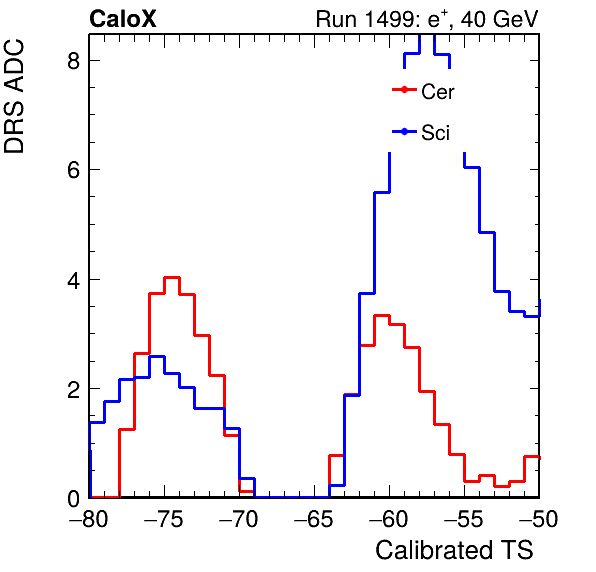 CaloX Run 1499: e⁺, 40 GeV
DRS ADC
8
6
4
2
0
Cer
Sci
−80 −75 −70 −65 −60 −55 −50
Calibrated TS